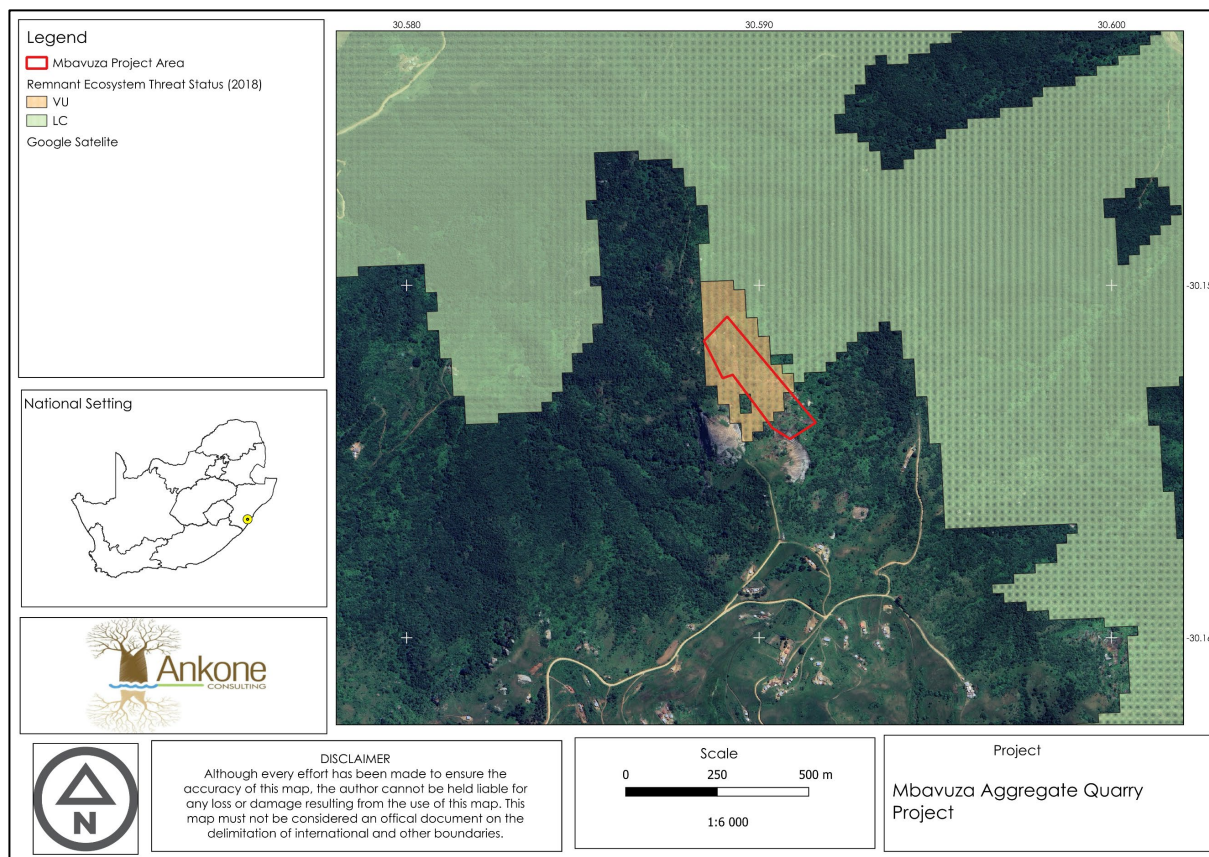 Legend
Mbavuza Project Area
Remnant Ecosystem Threat Status (2018)
VU
LC
Google Satelite
National Setting
Ankone
CONSULTING
30.580
30.590
30.600
-30.15
-30.16
N
DISCLAIMER
Although every effort has been made to ensure the
accuracy of this map, the author cannot be held liable for
any loss or damage resulting from the use of this map. This
map must not be considered an offical document on the
delimitation of international and other boundaries.
Scale
0 250 500 m
1:6 000
Project
Mbavuza Aggregate Quarry
Project